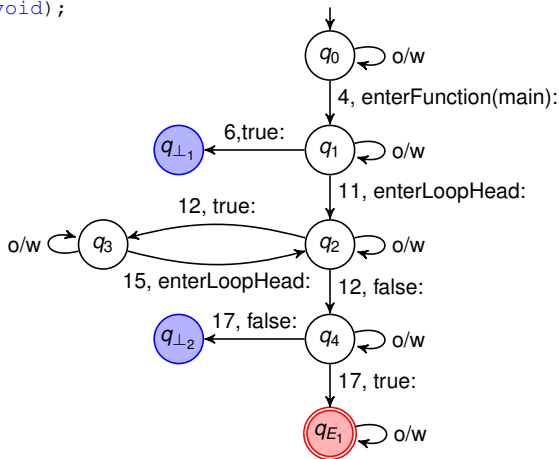 void);
q0 o/w
4, enterFunction(main):
q⊥1 6,true: q1 o/w
11, enterLoopHead:
12, true:
o/w q3 q2 o/w
15, enterLoopHead: 12, false:
q⊥2 17, false: q4 o/w
17, true:
qE1 o/w